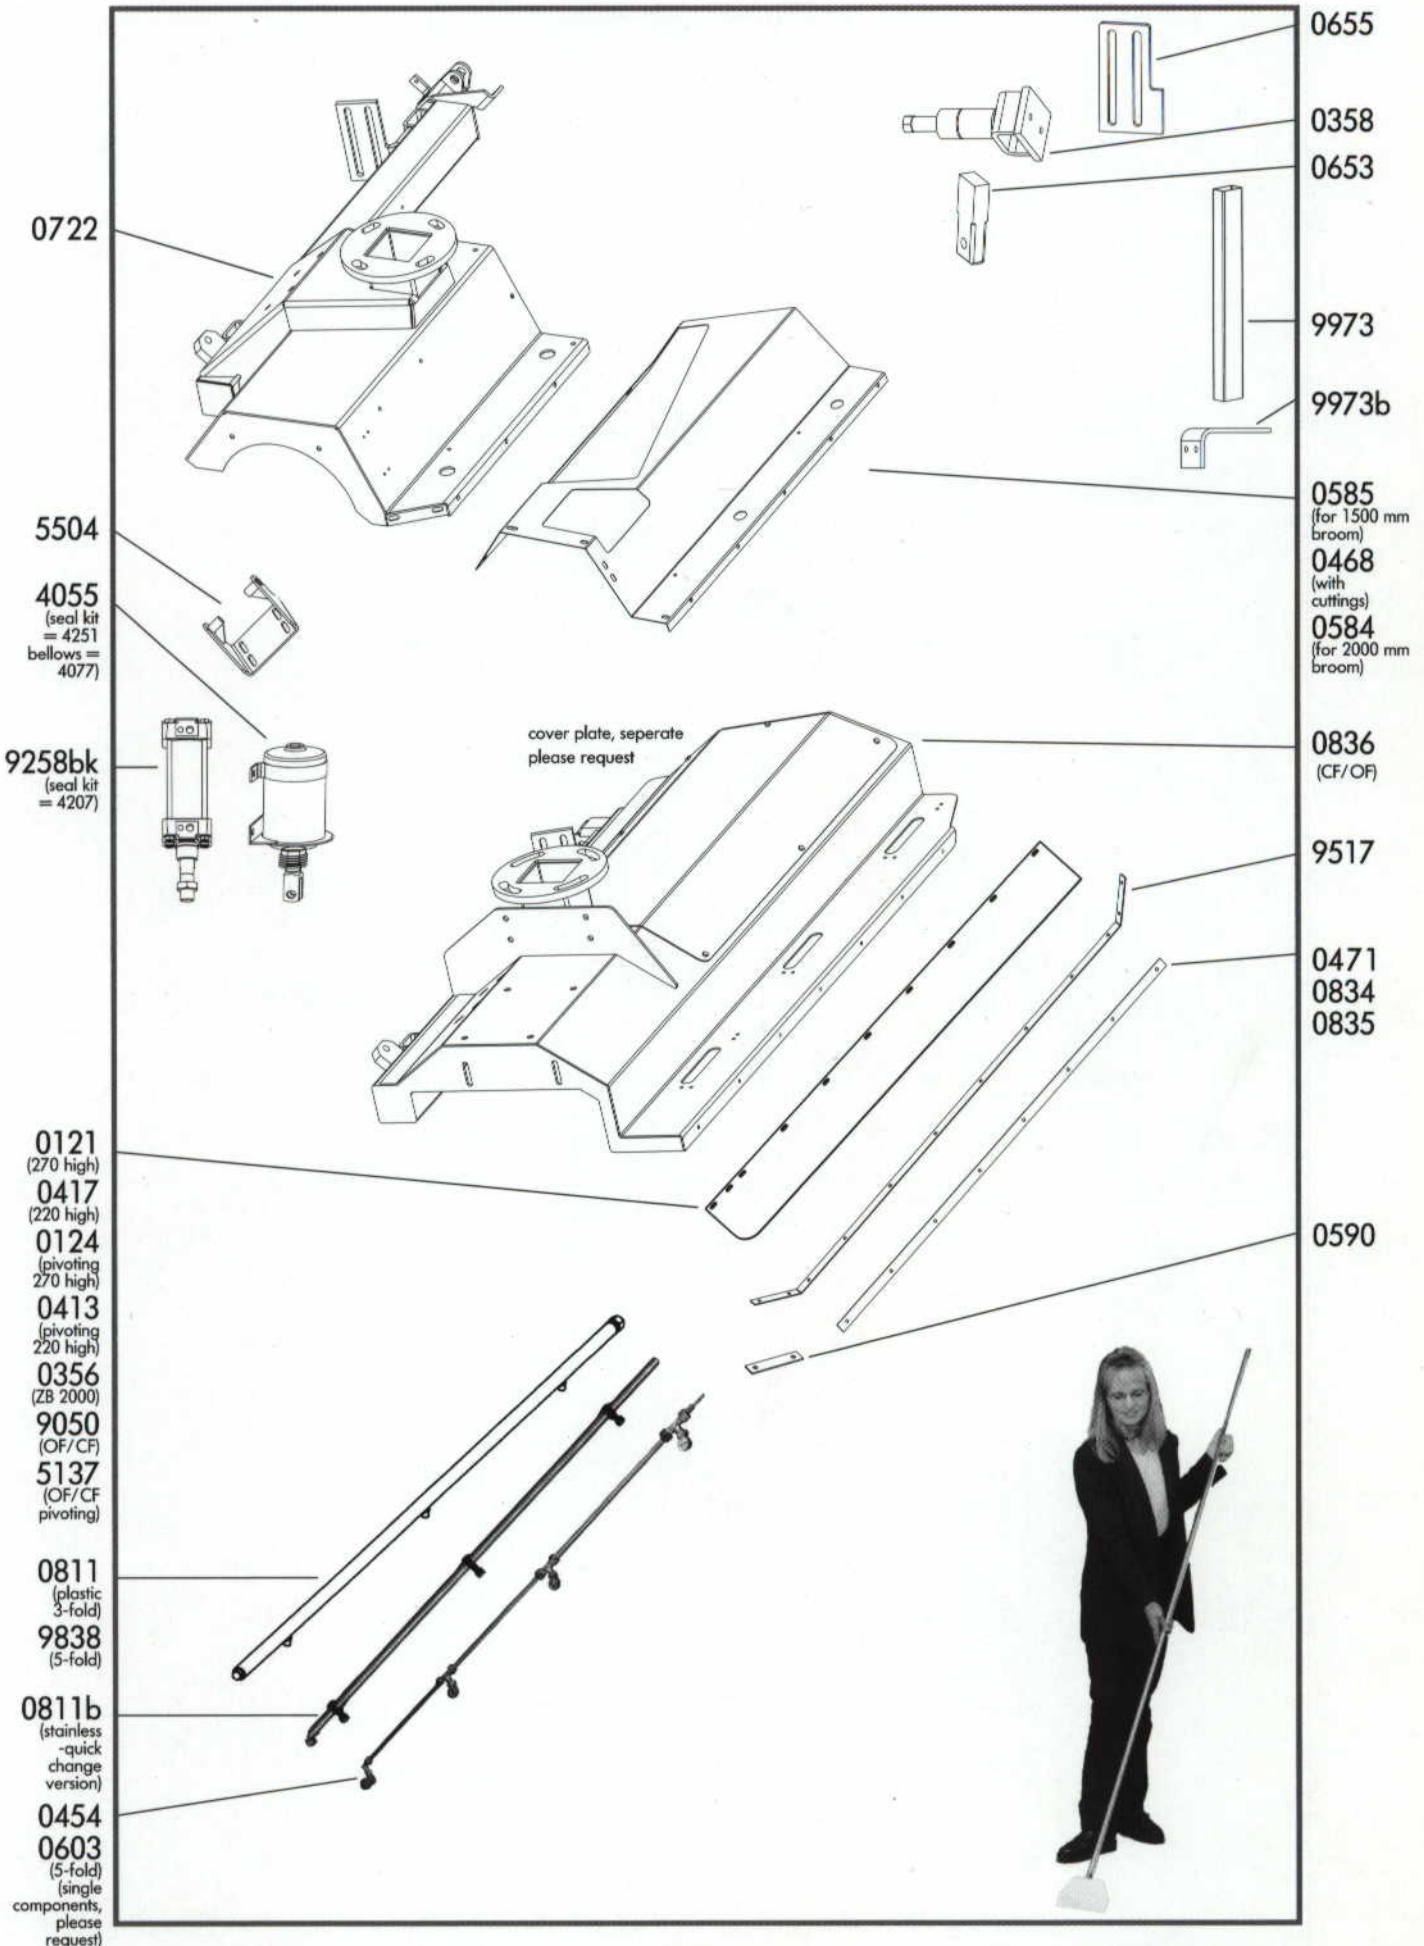 0655
0358
0653
9973
9973b
0585
(for 1500 mm
broom)
0468
(with
cuttings)
0584
(for 2000 mm
broom)
0836
(CF/OF)
9517
0471
0834
0835
0590
0722
5504
4055
(seal kit
= 4251
bellows =
4077)
9258bk
(seal kit
= 4207)
cover plate, seperate
please request
0121
(270 high)
0417
(220 high)
0124
(pivoting
270 high)
0413
(pivoting
220 high)
0356
(ZB 2000)
9050
(OF/CF)
5137
(OF/CF
pivoting)
0811
(plastic
3-fold)
9838
(5-fold)
0811b
(stainless
-quick
change
version)
0454
0603
(5-fold)
(single
components,
please
request)